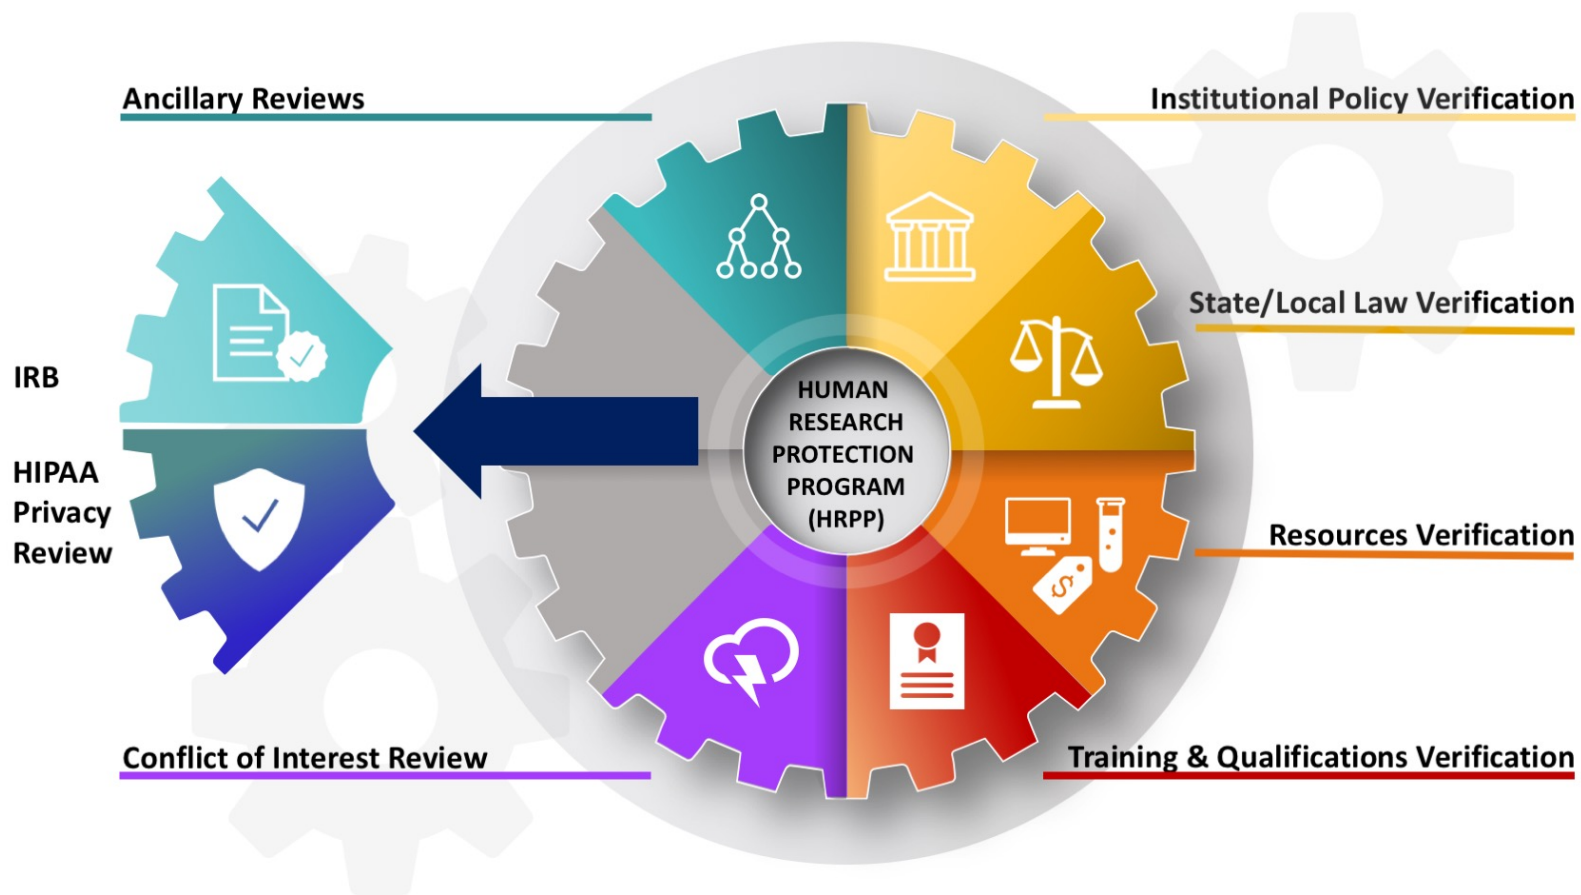 Ancillary Reviews
Institutional Policy Verification
State/Local Law Verification
IRB
HIPAA
Privacy
Review
HUMAN
RESEARCH
PROTECTION
PROGRAM
(HRPP)
$
Resources Verification
Conflict of Interest Review
Training & Qualifications Verification